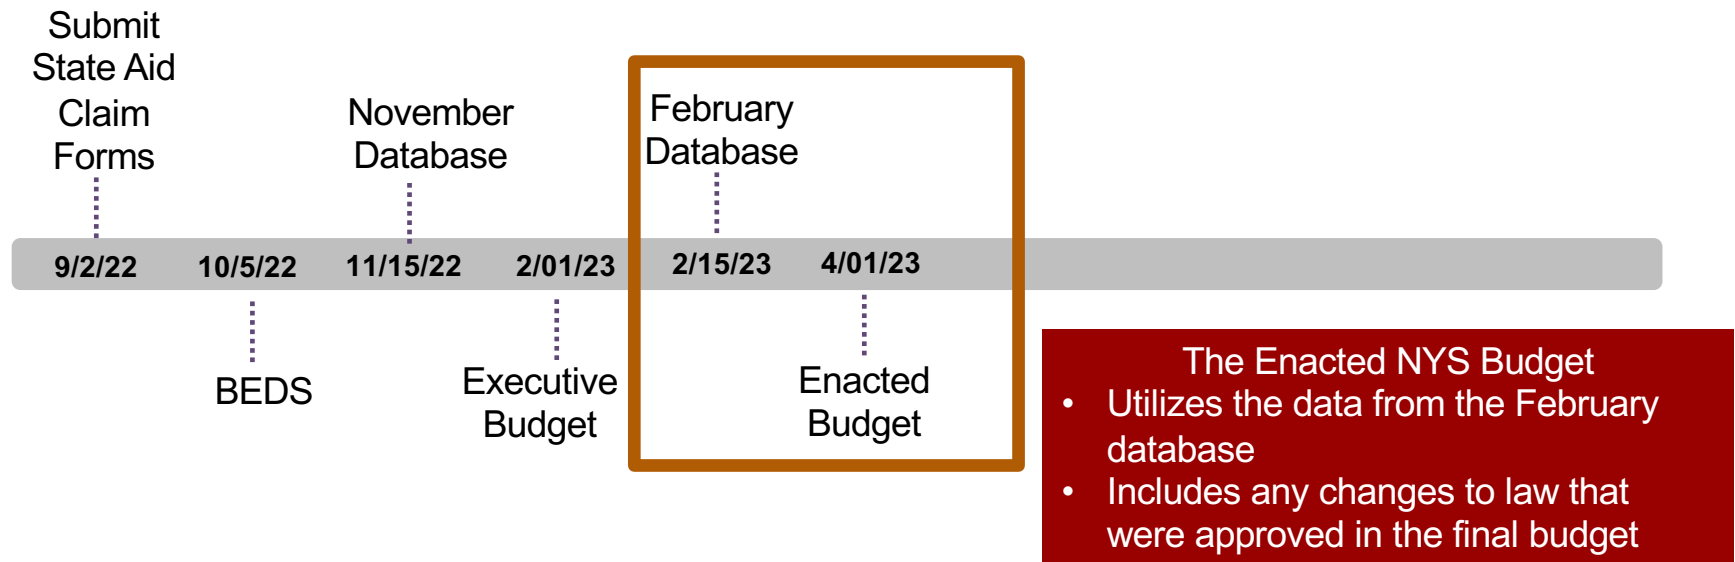 Submit
State Aid
Claim
Forms
November
Database
February
Database
9/2/22
10/5/22
11/15/22
2/01/23
2/15/23
4/01/23
BEDS
Executive
Budget
Enacted
Budget
The Enacted NYS Budget
• Utilizes the data from the February
database
• Includes any changes to law that
were approved in the final budget